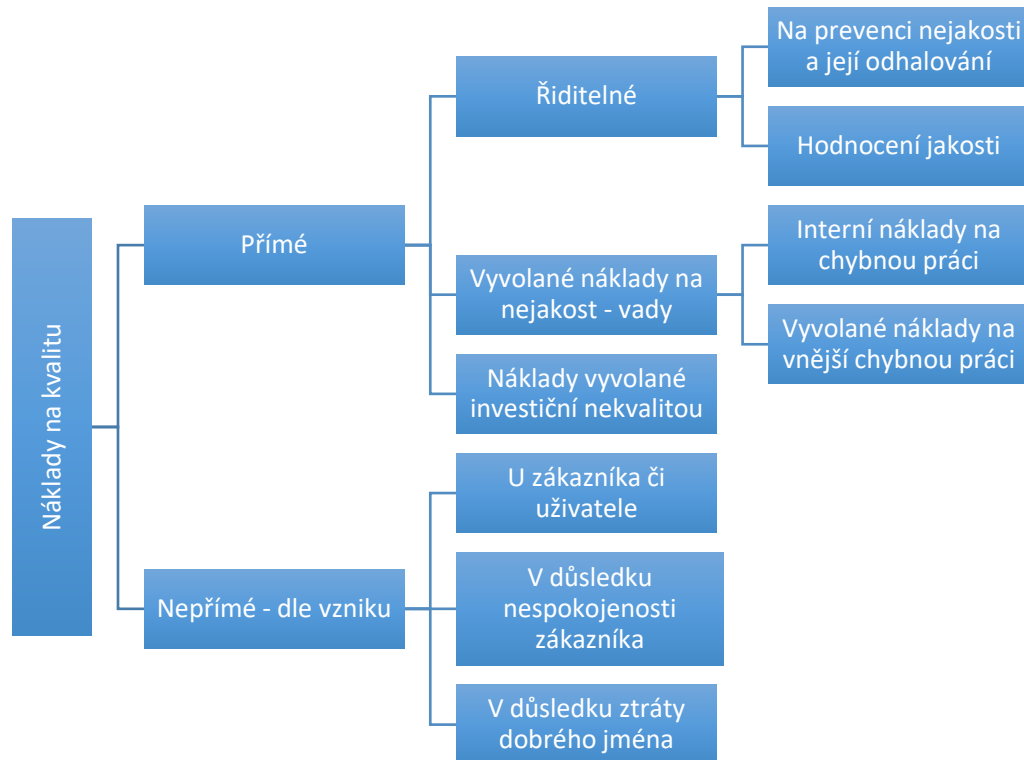 Náklady na kvalitu
Přímé
Řiditelné
Na prevenci nejakosti
a její odhalování
Hodnocení jakosti
Vyvolané náklady na
nejakost - vady
Interní náklady na
chybnou práci
Vyvolané náklady na
vnější chybnou práci
Náklady vyvolané
investiční nekvalitou
Nepřímé - dle vzniku
U zákazníka či
uživatele
V důsledku
nespokojenosti
zákazníka
V důsledku ztráty
dobrého jména